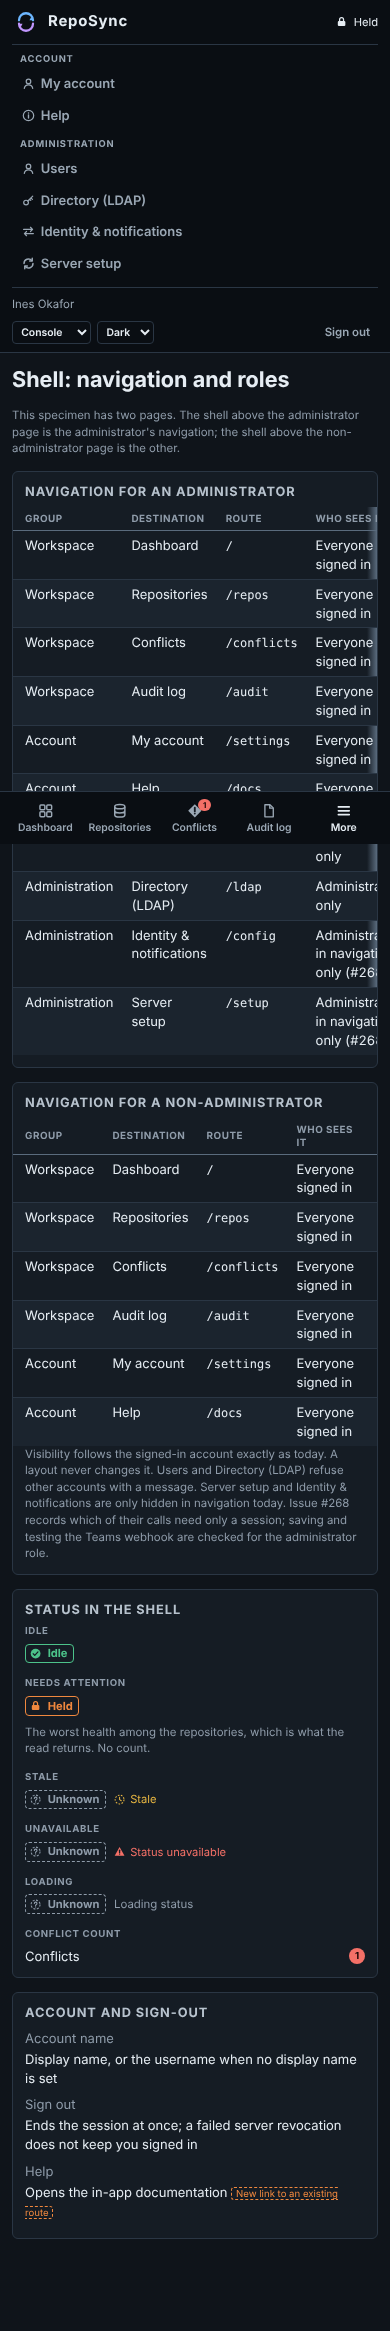 RepoSync
Held
ACCOUNT
My account
Help
ADMINISTRATION
Users
Directory (LDAP)
Identity & notifications
Server setup
Ines Okafor
Console Dark Sign out
Shell: navigation and roles
This specimen has two pages. The shell above the administrator
page is the administrator's navigation; the shell above the non-
administrator page is the other.
NAVIGATION FOR AN ADMINISTRATOR
GROUP DESTINATION ROUTE WHO SEES
Workspace Dashboard / Everyone
signed in
Workspace Repositories /repos Everyone
signed in
Workspace Conflicts /conflicts Everyone
signed in
Workspace Audit log /audit Everyone
signed in
Account My account /settings Everyone
signed in
Account Help /docs Everyone
1
Dashboard Repositories Conflicts Audit log More
only
Administration Directory /ldap Administra
(LDAP) only
Administration Identity & /config Administra
notifications in navigati
only (#268
Administration Server /setup Administra
setup in navigati
only (#268
NAVIGATION FOR A NON-ADMINISTRATOR
GROUP DESTINATION ROUTE WHO SEES
IT
Workspace Dashboard / Everyone
signed in
Workspace Repositories /repos Everyone
signed in
Workspace Conflicts /conflicts Everyone
signed in
Workspace Audit log /audit Everyone
signed in
Account My account /settings Everyone
signed in
Account Help /docs Everyone
signed in
Visibility follows the signed-in account exactly as today. A
layout never changes it. Users and Directory (LDAP) refuse
other accounts with a message. Server setup and Identity &
notifications are only hidden in navigation today. Issue #268
records which of their calls need only a session; saving and
testing the Teams webhook are checked for the administrator
role.
STATUS IN THE SHELL
IDLE
Idle
NEEDS ATTENTION
Held
The worst health among the repositories, which is what the
read returns. No count.
STALE
Unknown Stale
UNAVAILABLE
Unknown Status unavailable
LOADING
Unknown Loading status
CONFLICT COUNT
Conflicts 1
ACCOUNT AND SIGN-OUT
Account name
Display name, or the username when no display name
is set
Sign out
Ends the session at once; a failed server revocation
does not keep you signed in
Help
Opens the in-app documentation New link to an existing
route